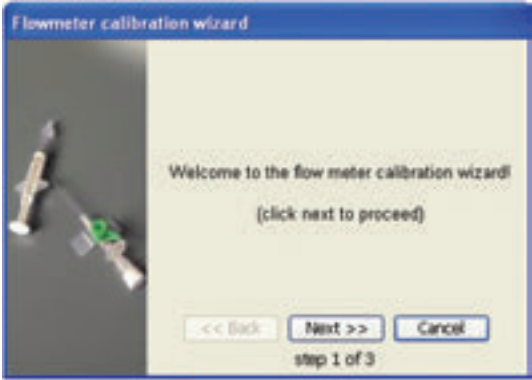 Flowmeter calibration wizard
Welcome to the flow meter calibration wizard!
(click next to proceed)
<< Back Next >> Cancel
step 1 of 3